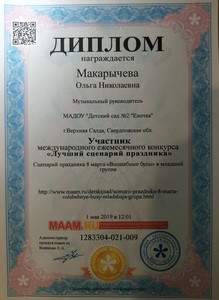 ДИПЛОМ
награждается
Макарычева
Ольга Николаевна
Музыкальный руководитель
МАДОУ "Детский сад №2 "Елочка"
г.Верхняя Салда, Свердловская обл
Участник
международного ежемесячного конкурса
«Лучший сценарий праздника»
Сценарий праздника 8 марта «Волшебные бусы» в младшей
группе
1 мая 2019 в 12:01
MAAM.RU
1283304-021-009
Администратор